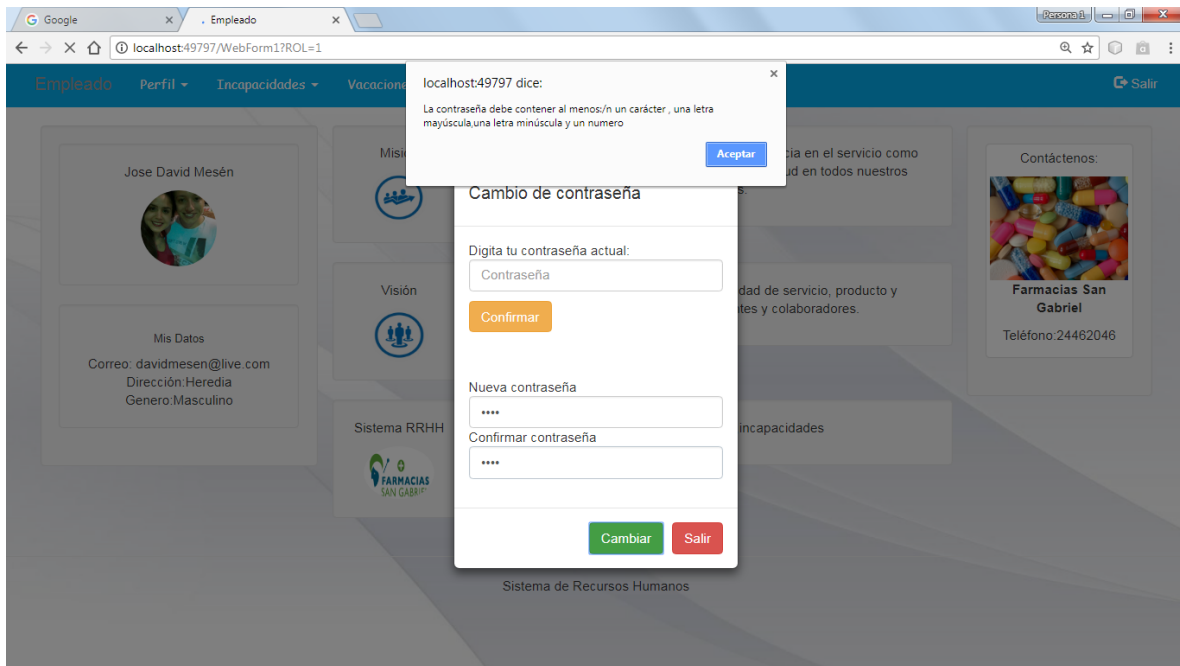 Google
. Empleado
Persona 1
localhost:49797/WebForm1?ROL=1
Empleado Perfil Incapacidades Vacacione
Salir
localhost:49797 dice:
La contraseña debe contener al menos:/n un carácter , una letra
mayúscula,una letra minúscula y un numero
Aceptar
Jose David Mesén
Mis Datos
Correo: davidmesen@live.com
Dirección:Heredia
Genero:Masculino
Misi
cia en el servicio como
ud en todos nuestros
s.
Visión
dad de servicio, producto y
tes y colaboradores.
Sistema RRHH
incapacidades
FARMACIAS
SAN GABRIEL
Cambio de contraseña
Digita tu contraseña actual:
Contraseña
Confirmar
Nueva contraseña
••••
Confirmar contraseña
••••
Cambiar
Salir
Contáctenos:
Farmacias San
Gabriel
Teléfono:24462046
Sistema de Recursos Humanos